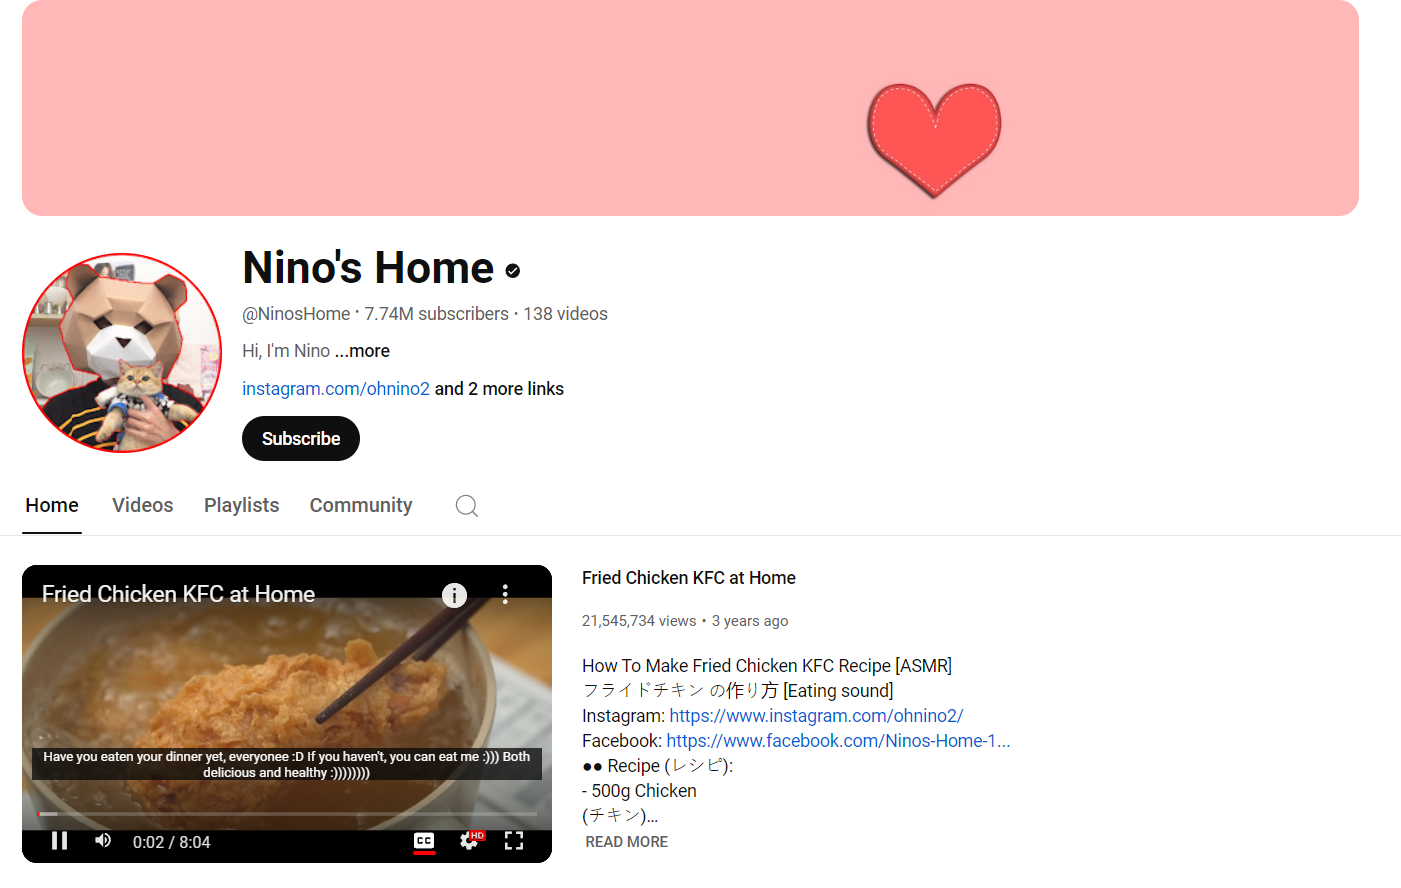 Nino's Home
@NinosHome • 7.74M subscribers • 138 videos
Hi, I'm Nino ...more
instagram.com/ohnino2 and 2 more links
Subscribe
Home Videos Playlists Community
Fried Chicken KFC at Home
Have you eaten your dinner yet, everyonee :D If you haven't, you can eat me :))) Both
delicious and healthy :))))))))
0:02 / 8:04
CC
HD
Fried Chicken KFC at Home
21,545,734 views • 3 years ago
How To Make Fried Chicken KFC Recipe [ASMR]
フライドチキン の作り方 [Eating sound]
Instagram: https://www.instagram.com/ohnino2/
Facebook: https://www.facebook.com/Ninos-Home-1...
●● Recipe (レシピ):
- 500g Chicken
(チキン)...
READ MORE